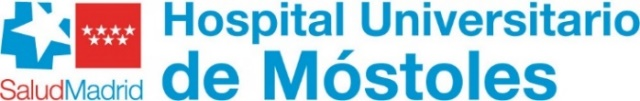 Hospital Universitario
de Móstoles
SaludMadrid